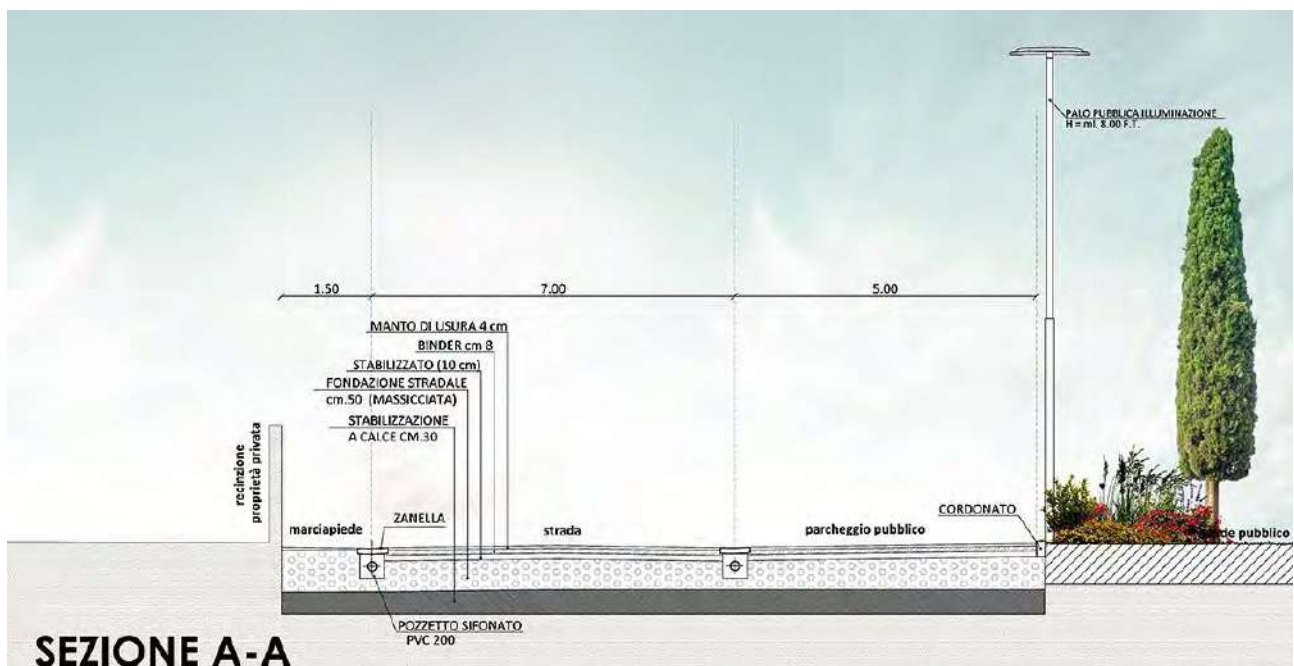 PALO PUBBLICA ILLUMINAZIONE
H = ml. 8.00 F.T.
1.50
7.00
5.00
MANTO DI USURA 4 cm
BINDER cm 8
STABILIZZATO (10 cm)
FONDAZIONE STRADALE
cm.50 (MASSICCIATA)
STABILIZZAZIONE
A CALCE CM.30
recinzione
proprietà privata
marciapiede
ZANELLA
strada
parcheggio pubblico
CORDONATO
pubblico
POZZETTO SIFONATO
PVC 200
SEZIONE A-A